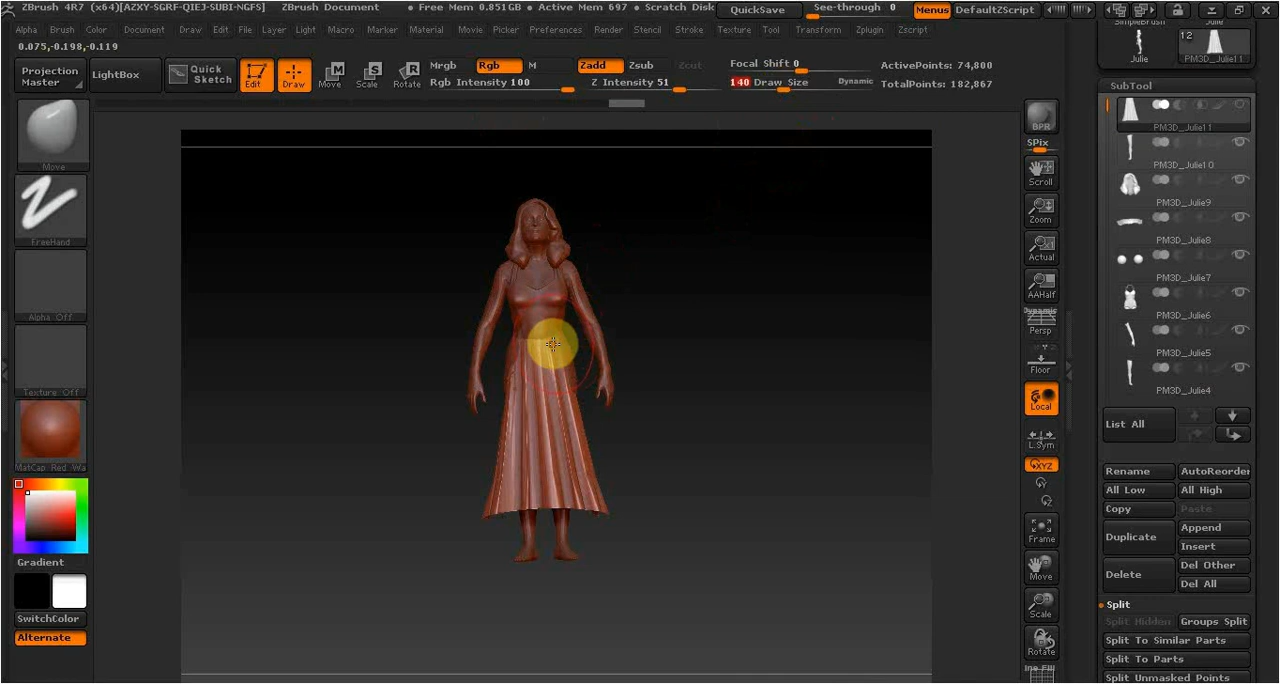 ZBrush 4R7 (x64)[AZXY-SGRF-QIEJ-SUBI-NGFS] ZBrush Document • Free Mem 0.851GB • Active Mem 697 • Scratch Disk QuickSave See-through 0 Menus DefaultZScript
Alpha Brush Color Document Draw Edit File Layer Light Macro Marker Material Movie Picker Preferences Render Stencil Stroke Texture Tool Transform Zplugin Zscript
0.075,-0.198,-0.119
Projection Master
LightBox
Quick Sketch
Edit
Draw
Move
Scale
Rotate
Mrgb Rgb M
Rgb Intensity 100
Zadd Zsub Zcut
Z Intensity 51
Focal Shift 0
140 Draw Size Dynamic
ActivePoints: 74,800
TotalPoints: 182,867
Move
FreeHand
Alpha Off
Texture Off
MatCap Red Wa
Gradient
SwitchColor
Alternate
BPR
SPix
Scroll
Zoom
Actual
AAHalf
Dynamic
Persp
Floor
Local
L.Sym
XYZ
Frame
Move
Scale
Rotate
Line Fill
SimpleBrush Julie
12
Julie PM3D_Julie11
SubTool
PM3D_Julie11
PM3D_Julie10
PM3D_Julie9
PM3D_Julie8
PM3D_Julie7
PM3D_Julie6
PM3D_Julie5
PM3D_Julie4
List All
Rename AutoReorder
All Low All High
Copy Paste
Duplicate
Append
Insert
Delete
Del Other
Del All
Split
Split Hidden Groups Split
Split To Similar Parts
Split To Parts
Split Unmasked Points